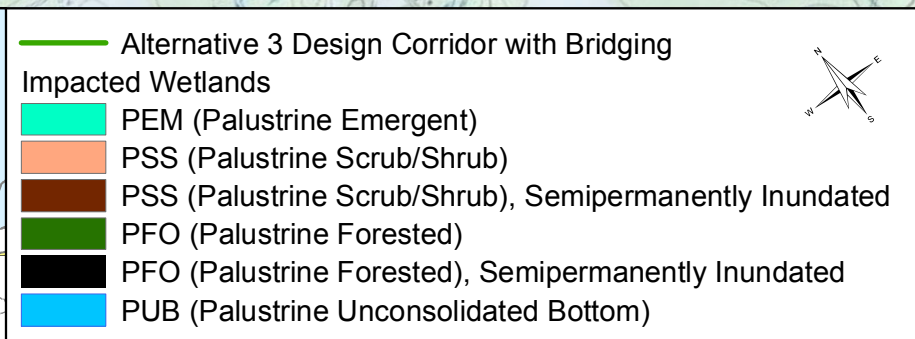 Alternative 3 Design Corridor with Bridging
Impacted Wetlands
PEM (Palustrine Emergent)
PSS (Palustrine Scrub/Shrub)
PSS (Palustrine Scrub/Shrub), Semipermanently Inundated
PFO (Palustrine Forested)
PFO (Palustrine Forested), Semipermanently Inundated
PUB (Palustrine Unconsolidated Bottom)
N
E
W
S